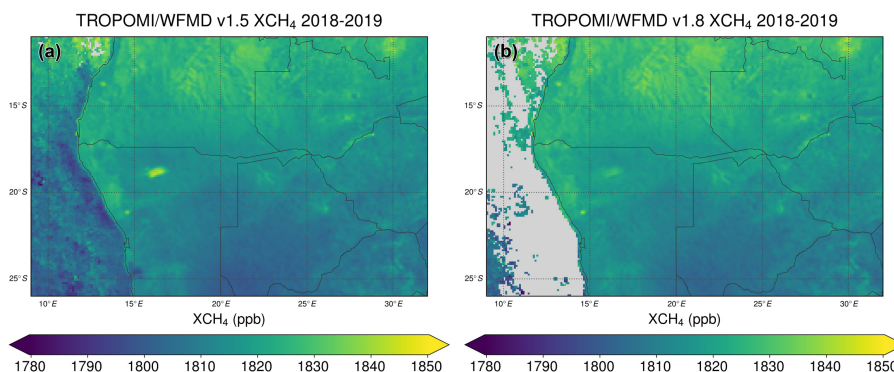 TROPOMI/WFMD v1.5 XCH₄ 2018-2019
(a)
15°S
20°S
25°S
10°E 15°E 20°E 25°E 30°E
XCH₄ (ppb)
1780 1790 1800 1810 1820 1830 1840 1850
TROPOMI/WFMD v1.8 XCH₄ 2018-2019
(b)
15°S
20°S
25°S
10°E 15°E 20°E 25°E 30°E
XCH₄ (ppb)
1780 1790 1800 1810 1820 1830 1840 185